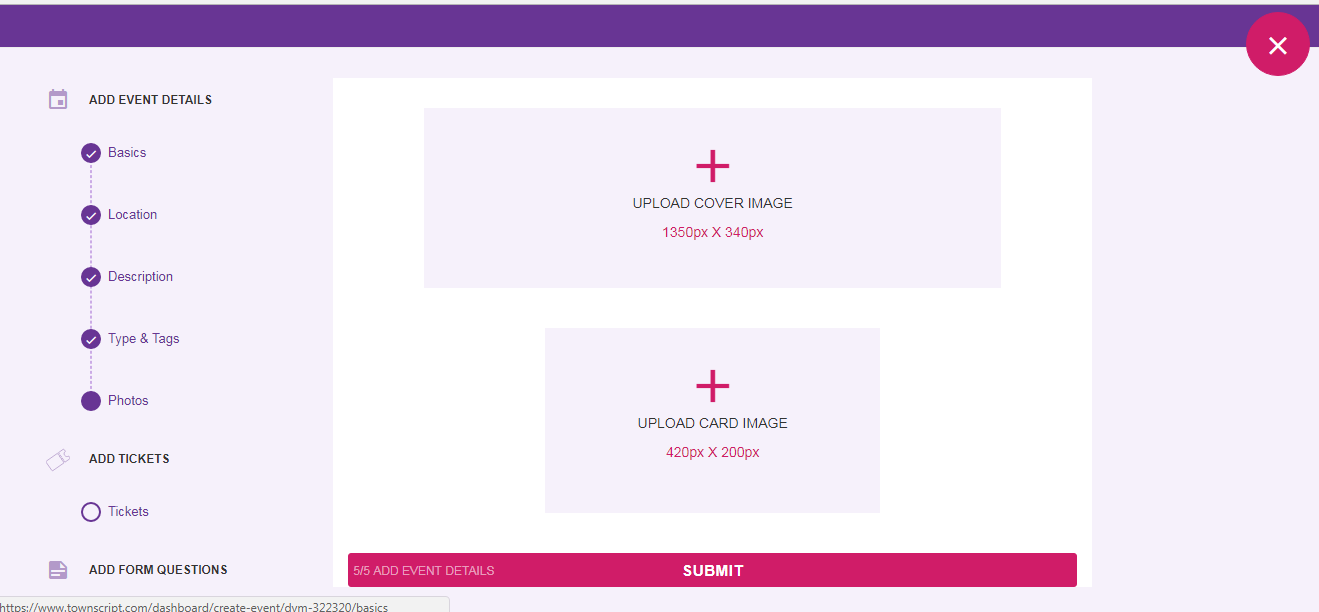 ADD EVENT DETAILS
Basics
Location
Description
Type & Tags
Photos
ADD TICKETS
Tickets
ADD FORM QUESTIONS
UPLOAD COVER IMAGE
1350px X 340px
UPLOAD CARD IMAGE
420px X 200px
5/5 ADD EVENT DETAILS
SUBMIT
https://www.townscript.com/dashboard/create-event/dvm-322320/basics